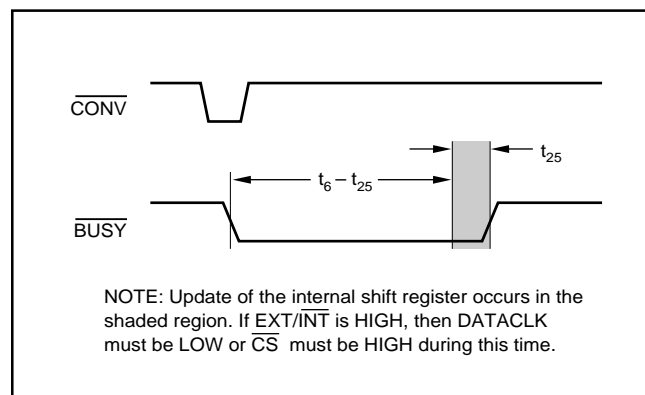 CONV
t25
t6 – t25
BUSY
NOTE: Update of the internal shift register occurs in the
shaded region. If EXT/INT is HIGH, then DATACLK
must be LOW or CS must be HIGH during this time.